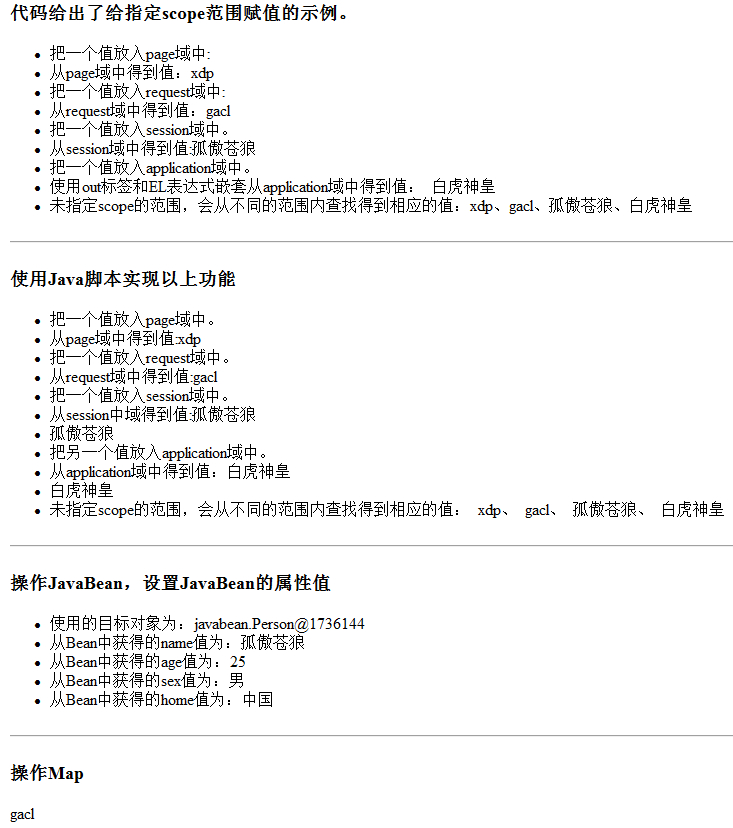 代码给出了给指定scope范围赋值的示例。
把一个值放入page域中:
从page域中得到值：xdp
把一个值放入request域中:
从request域中得到值：gacl
把一个值放入session域中。
从session域中得到值:孤傲苍狼
把一个值放入application域中。
使用out标签和EL表达式嵌套从application域中得到值： 白虎神皇
未指定scope的范围，会从不同的范围内查找得到相应的值：xdp、gacl、孤傲苍狼、白虎神皇
使用Java脚本实现以上功能
把一个值放入page域中。
从page域中得到值:xdp
把一个值放入request域中。
从request域中得到值:gacl
把一个值放入session域中。
从session中域得到值:孤傲苍狼
孤傲苍狼
把另一个值放入application域中。
从application域中得到值：白虎神皇
白虎神皇
未指定scope的范围，会从不同的范围内查找得到相应的值： xdp、 gacl、 孤傲苍狼、 白虎神皇
操作JavaBean，设置JavaBean的属性值
使用的目标对象为：javabean.Person@1736144
从Bean中获得的name值为：孤傲苍狼
从Bean中获得的age值为：25
从Bean中获得的sex值为：男
从Bean中获得的home值为：中国
操作Map
gacl